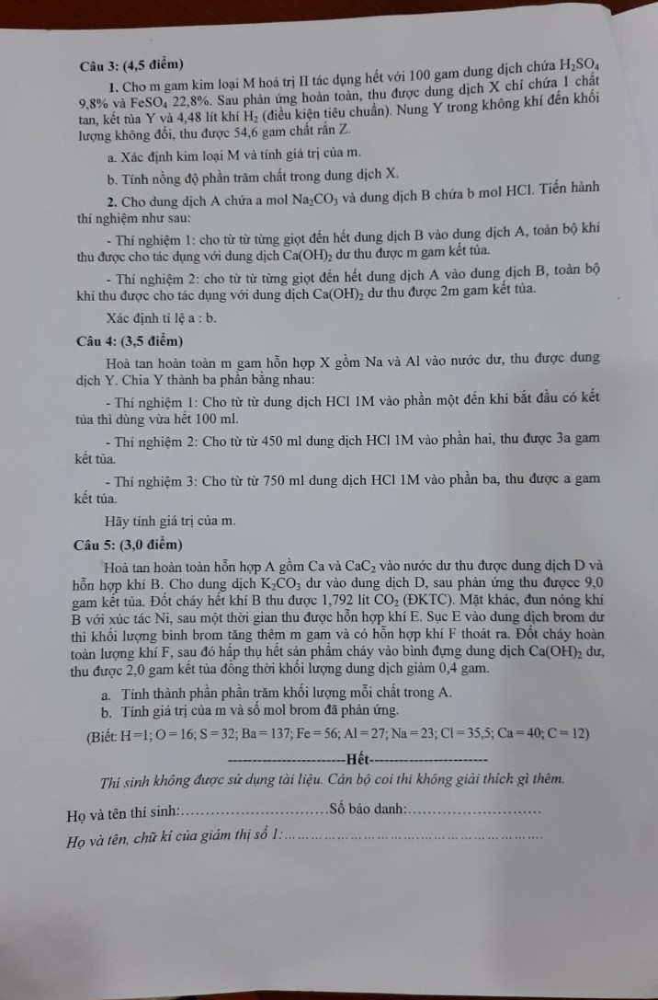 Câu 3: (4,5 điểm)
1. Cho m gam kim loại M hoá trị II tác dụng hết với 100 gam dung dịch chứa H₂SO₄
9,8% và FeSO₄ 22,8%. Sau phản ứng hoàn toàn, thu được dung dịch X chỉ chứa 1 chất
tan, kết tủa Y và 4,48 lít khí H₂ (điều kiện tiêu chuẩn). Nung Y trong không khí đến khối
lượng không đổi, thu được 54,6 gam chất rắn Z.
a. Xác định kim loại M và tính giá trị của m.
b. Tính nồng độ phần trăm chất trong dung dịch X.
2. Cho dung dịch A chứa a mol Na₂CO₃ và dung dịch B chứa b mol HCl. Tiến hành
thí nghiệm như sau:
- Thí nghiệm 1: cho từ từ từng giọt đến hết dung dịch B vào dung dịch A, toàn bộ khí
thu được cho tác dụng với dung dịch Ca(OH)₂ dư thu được m gam kết tủa.
- Thí nghiệm 2: cho từ từ từng giọt đến hết dung dịch A vào dung dịch B, toàn bộ
khí thu được cho tác dụng với dung dịch Ca(OH)₂ dư thu được 2m gam kết tủa.
Xác định tỉ lệ a : b.
Câu 4: (3,5 điểm)
Hoà tan hoàn toàn m gam hỗn hợp X gồm Na và Al vào nước dư, thu được dung
dịch Y. Chia Y thành ba phần bằng nhau:
- Thí nghiệm 1: Cho từ từ dung dịch HCl 1M vào phần một đến khi bắt đầu có kết
tủa thì dùng vừa hết 100 ml.
- Thí nghiệm 2: Cho từ từ 450 ml dung dịch HCl 1M vào phần hai, thu được 3a gam
kết tủa.
- Thí nghiệm 3: Cho từ từ 750 ml dung dịch HCl 1M vào phần ba, thu được a gam
kết tủa.
Hãy tính giá trị của m.
Câu 5: (3,0 điểm)
Hoà tan hoàn toàn hỗn hợp A gồm Ca và CaC₂ vào nước dư thu được dung dịch D và
hỗn hợp khí B. Cho dung dịch K₂CO₃ dư vào dung dịch D, sau phản ứng thu đượcc 9,0
gam kết tủa. Đốt cháy hết khí B thu được 1,792 lít CO₂ (ĐKTC). Mặt khác, đun nóng khí
B với xúc tác Ni, sau một thời gian thu được hỗn hợp khí E. Sục E vào dung dịch brom dư
thì khối lượng bình brom tăng thêm m gam và có hỗn hợp khí F thoát ra. Đốt cháy hoàn
toàn lượng khí F, sau đó hấp thụ hết sản phẩm cháy vào bình đựng dung dịch Ca(OH)₂ dư,
thu được 2,0 gam kết tủa đồng thời khối lượng dung dịch giảm 0,4 gam.
a. Tính thành phần phần trăm khối lượng mỗi chất trong A.
b. Tính giá trị của m và số mol brom đã phản ứng.
(Biết: H=1; O = 16; S = 32; Ba = 137; Fe = 56; Al = 27; Na = 23; Cl = 35,5; Ca = 40; C = 12)
-------------------------Hết-------------------------
Thí sinh không được sử dụng tài liệu. Cán bộ coi thi không giải thích gì thêm.
Họ và tên thí sinh:...............................Số báo danh:............................
Họ và tên, chữ kí của giám thị số 1:......................................................